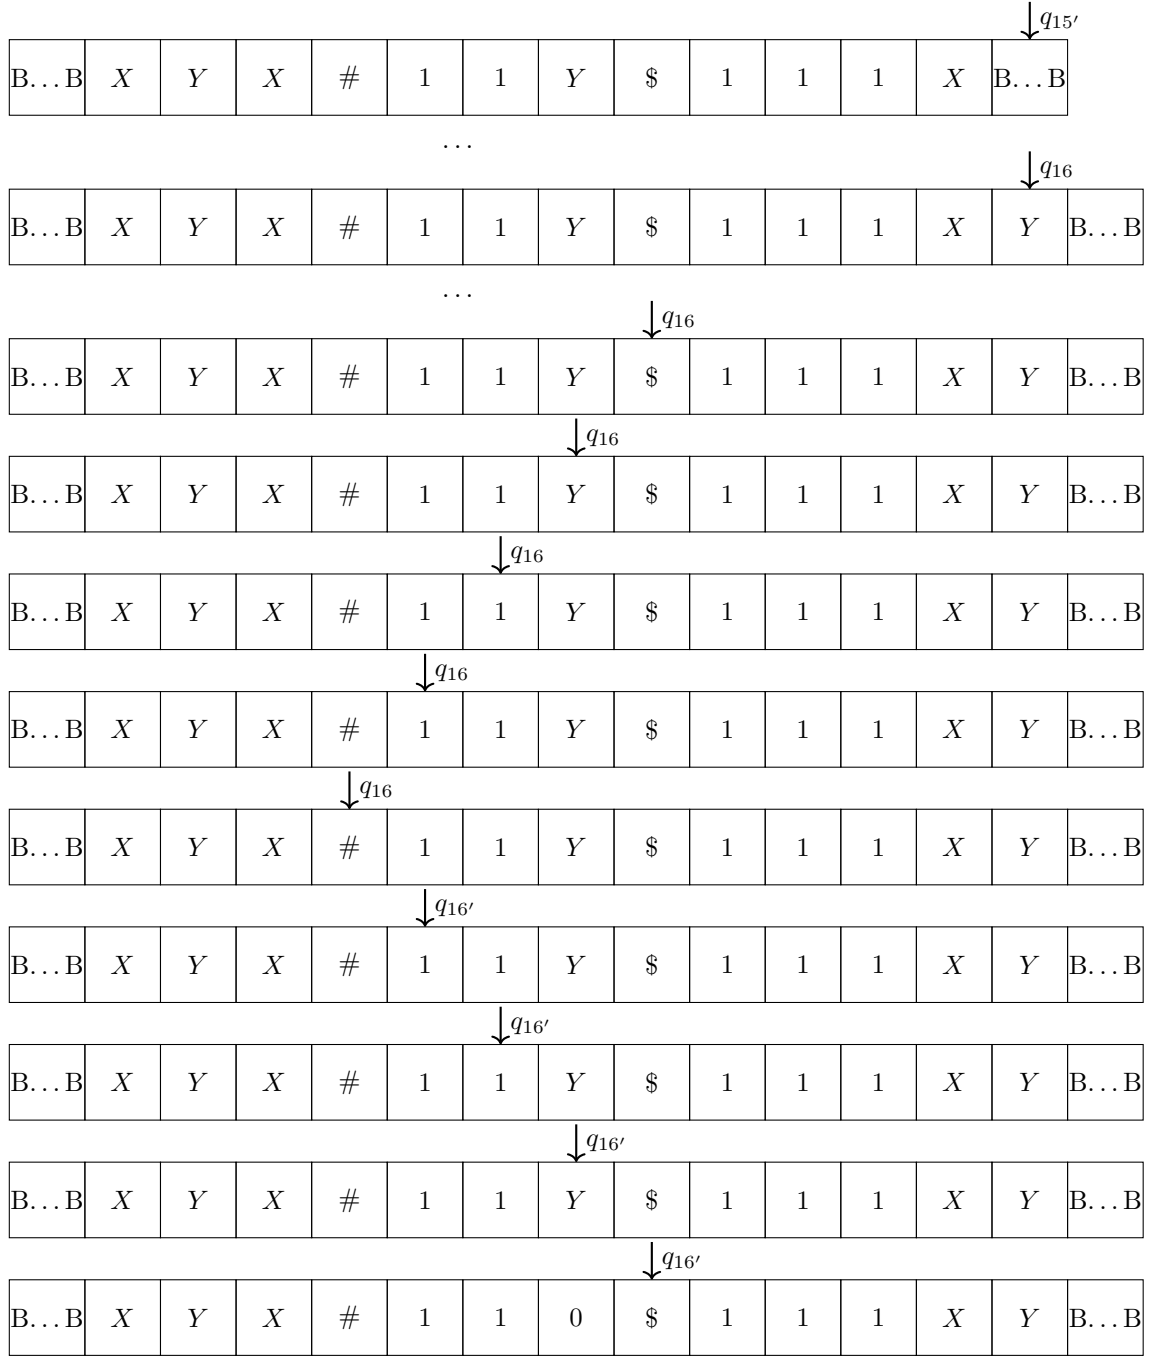 q15′
B…B X Y X # 1 1 Y $ 1 1 1 X B…B
…
q16
B…B X Y X # 1 1 Y $ 1 1 1 X Y B…B
…
q16
B…B X Y X # 1 1 Y $ 1 1 1 X Y B…B
q16
B…B X Y X # 1 1 Y $ 1 1 1 X Y B…B
q16
B…B X Y X # 1 1 Y $ 1 1 1 X Y B…B
q16
B…B X Y X # 1 1 Y $ 1 1 1 X Y B…B
q16
B…B X Y X # 1 1 Y $ 1 1 1 X Y B…B
q16′
B…B X Y X # 1 1 Y $ 1 1 1 X Y B…B
q16′
B…B X Y X # 1 1 Y $ 1 1 1 X Y B…B
q16′
B…B X Y X # 1 1 Y $ 1 1 1 X Y B…B
q16′
B…B X Y X # 1 1 0 $ 1 1 1 X Y B…B